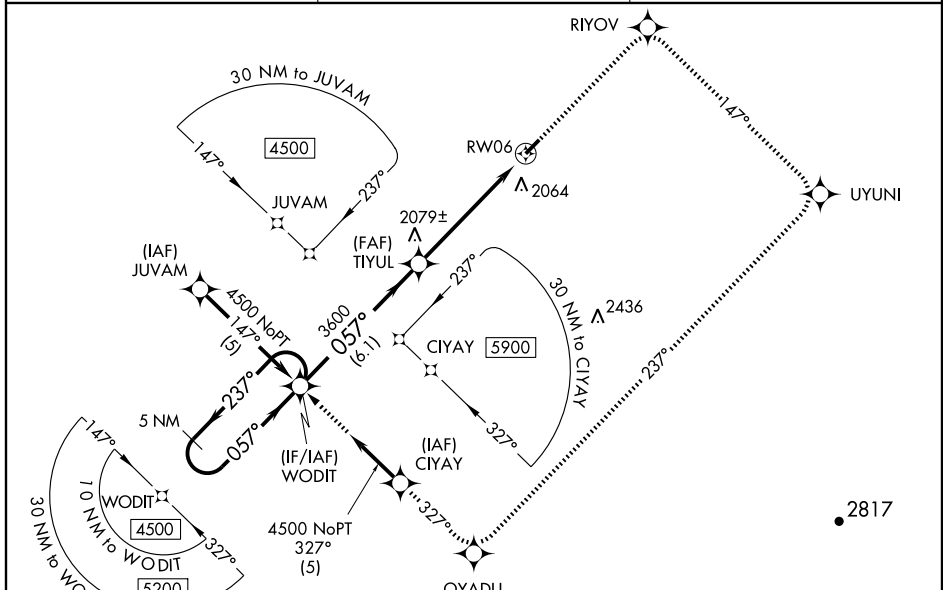 RIYOV
30 NM to JUVAM
147°
4500
147°
237°
RW06
2064
JUVAM
UYUNI
2079±
(FAF)
TIYUL
(IAF)
JUVAM
237°
30 NM to CIYAY
2436
4500 NoPT
147°
(5)
3600
057°
(6.1)
CIYAY
5900
237°
237°
5 NM
057°
327°
(IF/IAF)
WODIT
(IAF)
CIYAY
147°
WODIT
4500
10 NM to WODIT
327°
4500 NoPT
327°
(5)
327°
2817
30 NM to WO
5200